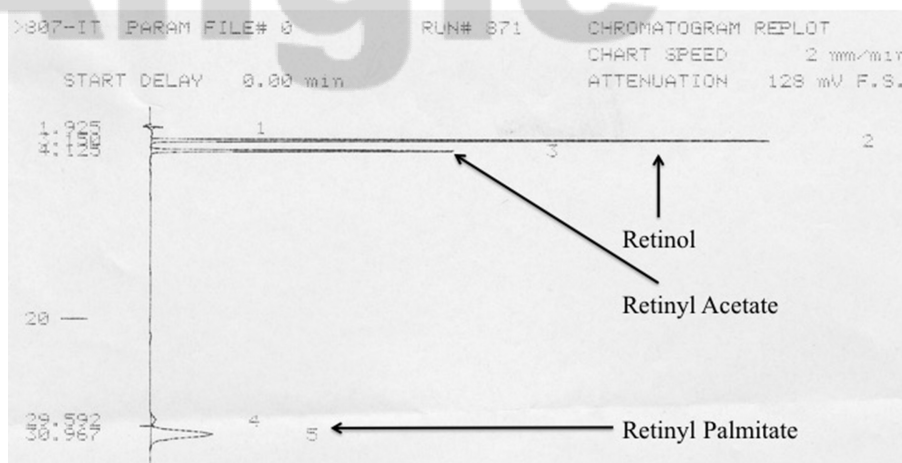 >807-IT PARAM FILE# 0 RUN# 871 CHROMATOGRAM REPLOT
CHART SPEED 2 mm/min
START DELAY 0.00 min ATTENUATION 128 mV F.S.
1.925 1
2
4.125 3
Retinol
Retinyl Acetate
20
29.592 4
30.967 5
Retinyl Palmitate